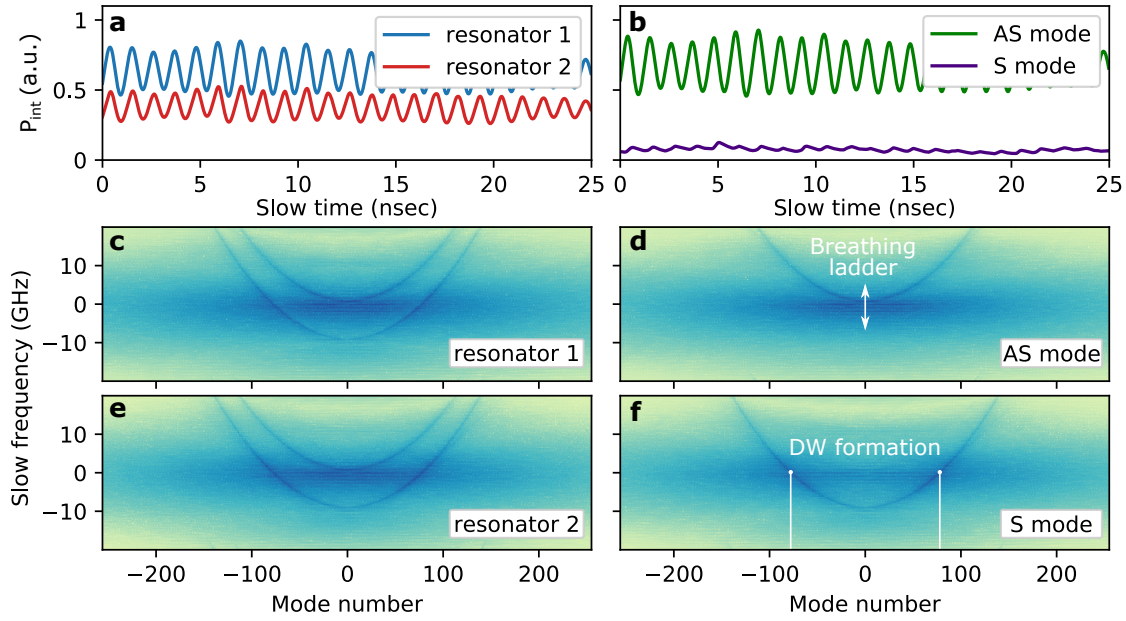 a
b
1
0.5
0
P_int (a.u.)
resonator 1
resonator 2
AS mode
S mode
0 5 10 15 20 25
0 5 10 15 20 25
Slow time (nsec)
Slow time (nsec)
c
d
10
0
−10
Breathing
ladder
resonator 1
AS mode
Slow frequency (GHz)
e
f
10
0
−10
DW formation
resonator 2
S mode
−200 −100 0 100 200
−200 −100 0 100 200
Mode number
Mode number